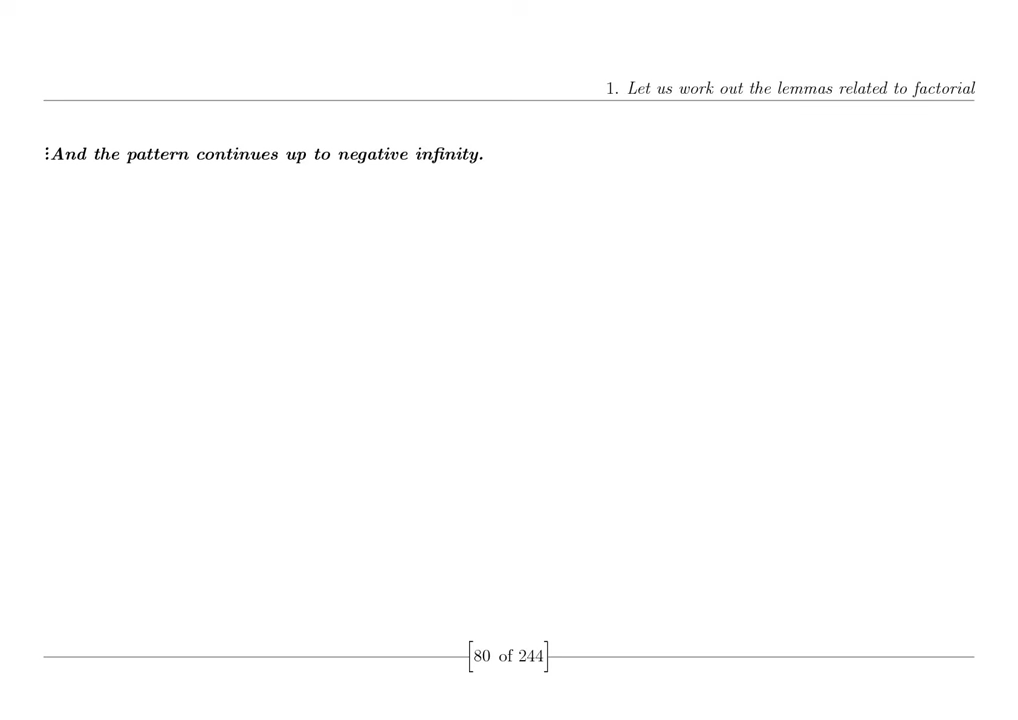 1. Let us work out the lemmas related to factorial
⋮And the pattern continues up to negative infinity.
[80 of 244]